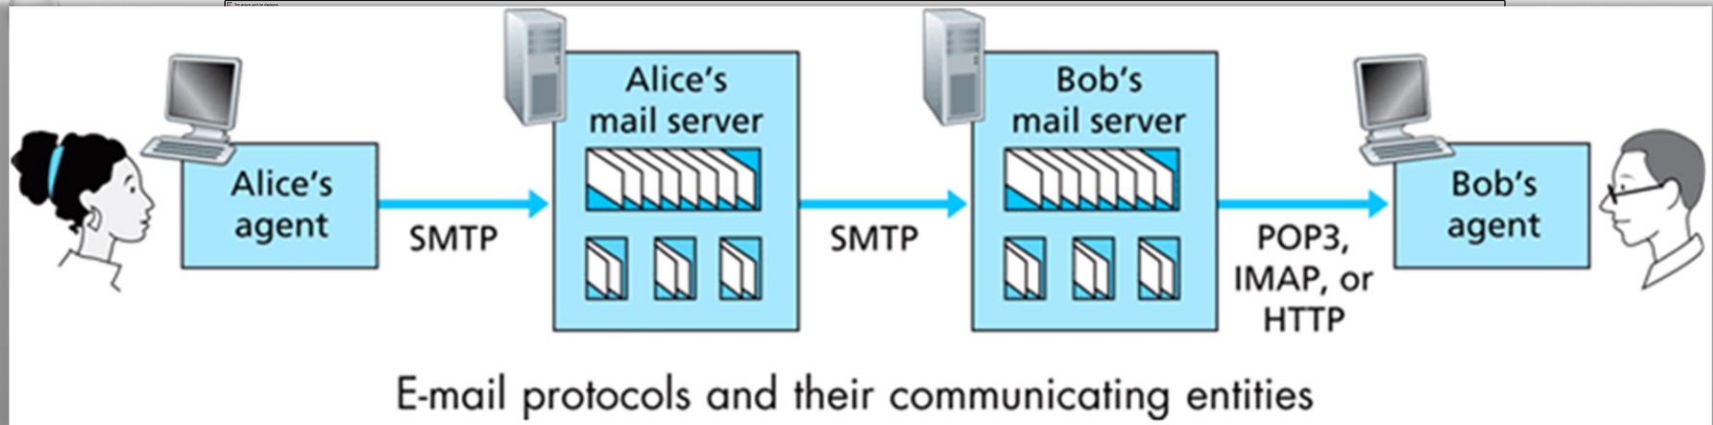 Alice's
agent
SMTP
Alice's
mail server
SMTP
Bob's
mail server
POP3,
IMAP, or
HTTP
Bob's
agent
E-mail protocols and their communicating entities